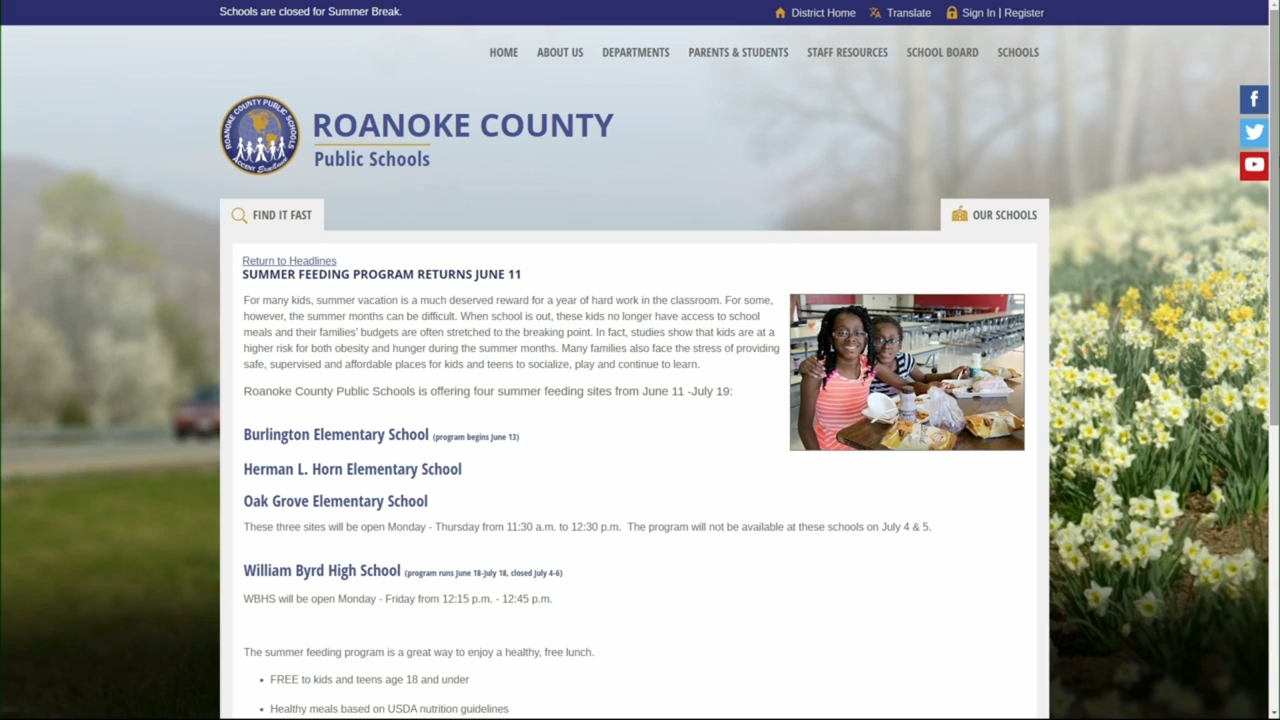 Schools are closed for Summer Break.
District Home
Translate
Sign In | Register
HOME ABOUT US DEPARTMENTS PARENTS & STUDENTS STAFF RESOURCES SCHOOL BOARD SCHOOLS
ROANOKE COUNTY PUBLIC SCHOOLS
ROANOKE COUNTY
Public Schools
FIND IT FAST
OUR SCHOOLS
Return to Headlines
SUMMER FEEDING PROGRAM RETURNS JUNE 11
For many kids, summer vacation is a much deserved reward for a year of hard work in the classroom. For some,
however, the summer months can be difficult. When school is out, these kids no longer have access to school
meals and their families' budgets are often stretched to the breaking point. In fact, studies show that kids are at a
higher risk for both obesity and hunger during the summer months. Many families also face the stress of providing
safe, supervised and affordable places for kids and teens to socialize, play and continue to learn.
Roanoke County Public Schools is offering four summer feeding sites from June 11 -July 19:
Burlington Elementary School (program begins June 13)
Herman L. Horn Elementary School
Oak Grove Elementary School
These three sites will be open Monday - Thursday from 11:30 a.m. to 12:30 p.m.  The program will not be available at these schools on July 4 & 5.
William Byrd High School (program runs June 18-July 18, closed July 4-6)
WBHS will be open Monday - Friday from 12:15 p.m. - 12:45 p.m.
The summer feeding program is a great way to enjoy a healthy, free lunch.
• FREE to kids and teens age 18 and under
• Healthy meals based on USDA nutrition guidelines